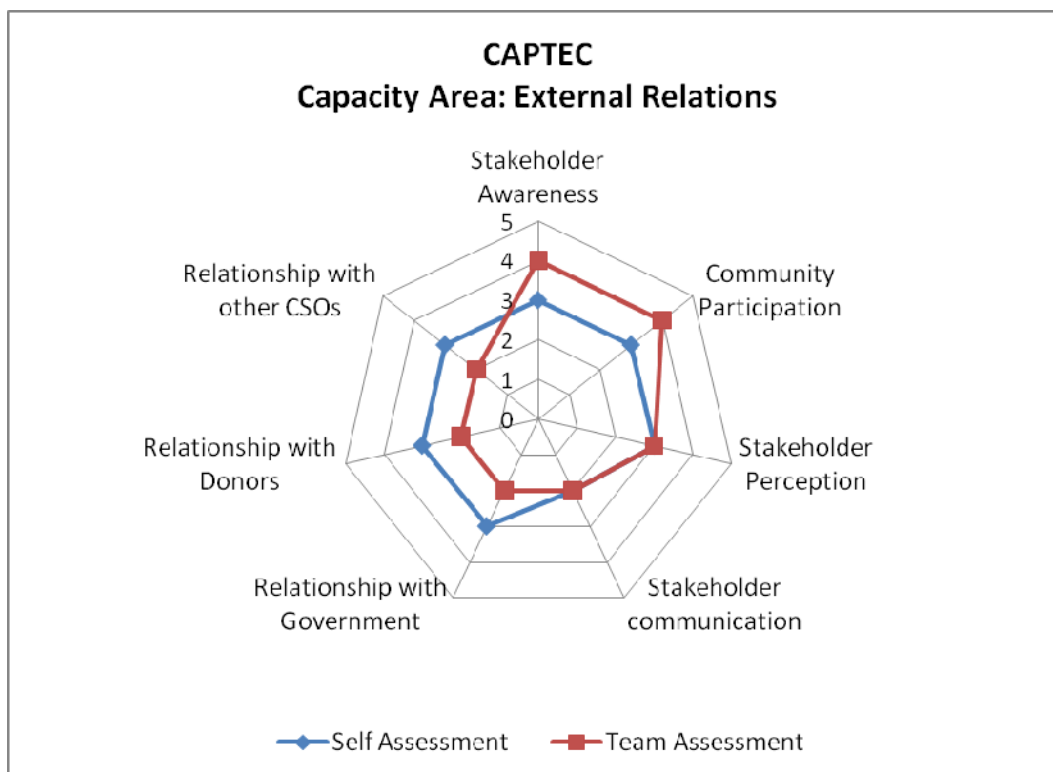 CAPTEC
Capacity Area: External Relations
Stakeholder
Awareness
Community
Participation
Stakeholder
Perception
Stakeholder
communication
Relationship with
Government
Relationship with
Donors
Relationship with
other CSOs
5
4
3
2
1
0
Self Assessment
Team Assessment